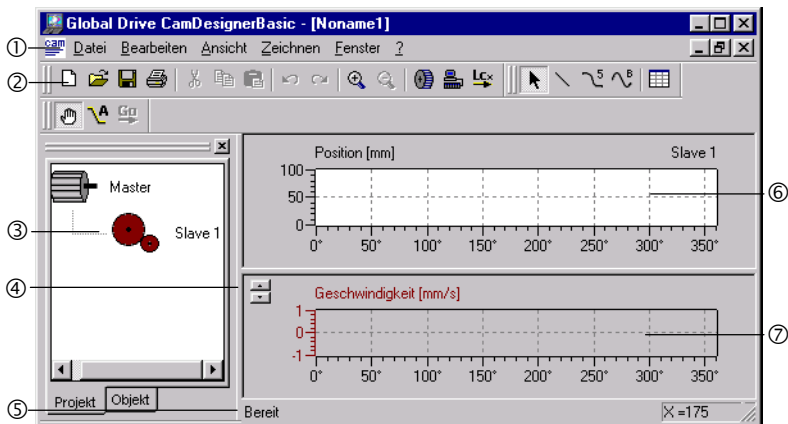 Global Drive CamDesignerBasic - [Noname1]
① cam Datei Bearbeiten Ansicht Zeichnen Fenster ?
② LCx 5 B
A Go
Position [mm] Slave 1
100
50
0
0° 50° 100° 150° 200° 250° 300° 350°
⑥
Master
③ Slave 1
④
Geschwindigkeit [mm/s]
1
0
-1
0° 50° 100° 150° 200° 250° 300° 350°
⑦
Projekt Objekt
⑤ Bereit X =175